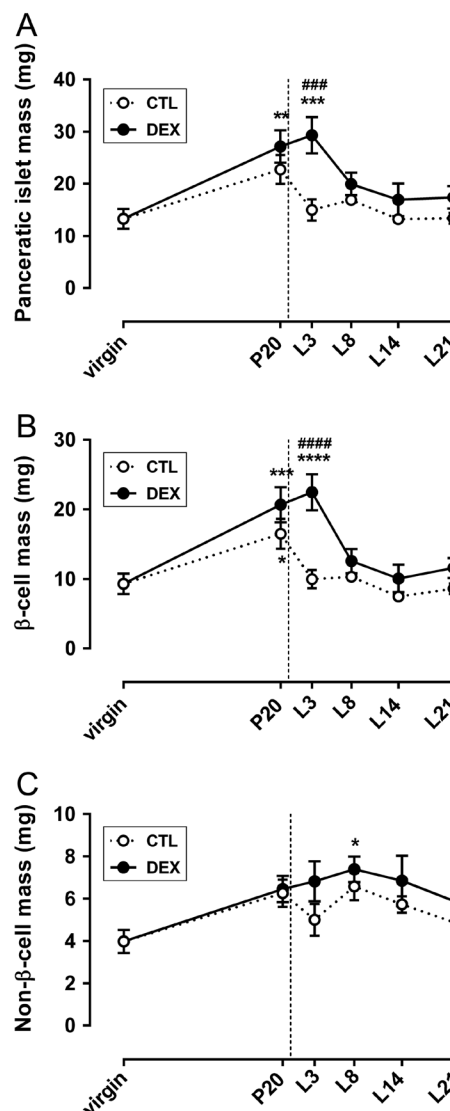 A
Panceratic islet mass (mg)
40
30
20
10
0
CTL
DEX
**
###
***
virgin
P20
L3
L8
L14
L21
B
β-cell mass (mg)
30
20
10
0
CTL
DEX
***
*
####
****
virgin
P20
L3
L8
L14
L21
C
Non-β-cell mass (mg)
10
8
6
4
2
0
CTL
DEX
*
virgin
P20
L3
L8
L14